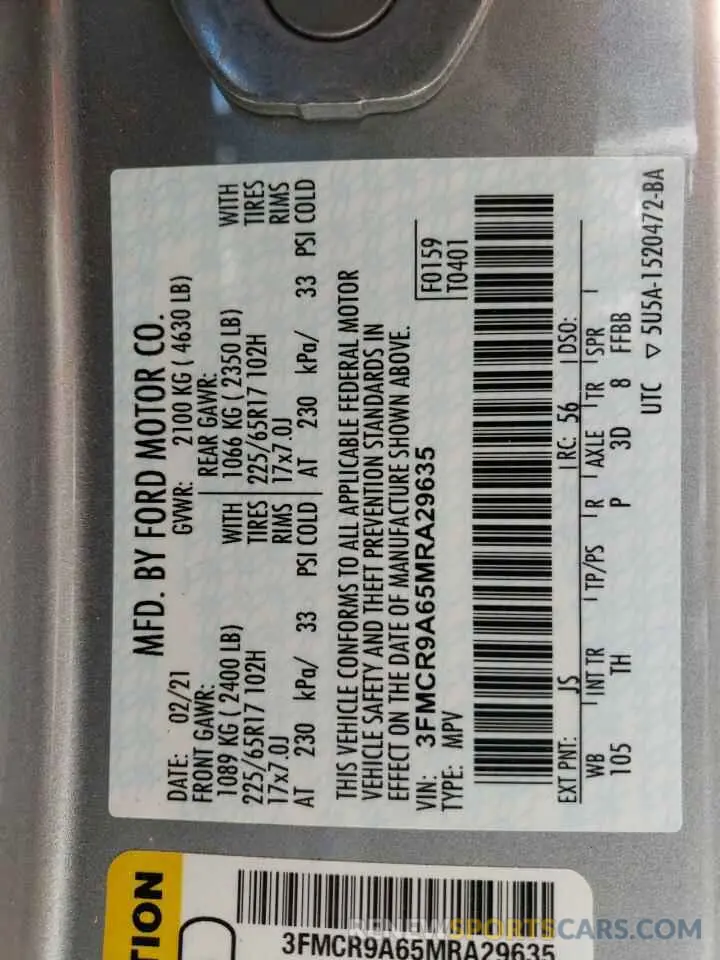 MFD. BY FORD MOTOR CO.
DATE: 02/21 GVWR: 2100 KG ( 4630 LB)
FRONT GAWR: REAR GAWR:
1089 KG ( 2400 LB) WITH 1066 KG ( 2350 LB) WITH
225/65R17 102H TIRES 225/65R17 102H TIRES
17x7.0J RIMS 17x7.0J RIMS
AT 230 kPa/ 33 PSI COLD AT 230 kPa/ 33 PSI COLD
THIS VEHICLE CONFORMS TO ALL APPLICABLE FEDERAL MOTOR
VEHICLE SAFETY AND THEFT PREVENTION STANDARDS IN
EFFECT ON THE DATE OF MANUFACTURE SHOWN ABOVE.
VIN: 3FMCR9A65MRA29635 F0159
TYPE: MPV T0401
EXT PNT: JS RC: 56 DSO:
WB INT TR TP/PS R AXLE TR SPR
105 TH P 3D 8 FFBB
UTC ▽ 5U5A-1520472-BA
TION
3FMCR9A65MRA29635
RENEWSPORTSCARS.COM